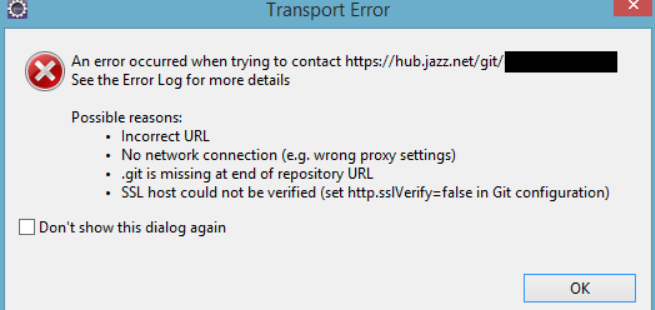 Transport Error
An error occurred when trying to contact https://hub.jazz.net/git/
See the Error Log for more details
Possible reasons:
• Incorrect URL
• No network connection (e.g. wrong proxy settings)
• .git is missing at end of repository URL
• SSL host could not be verified (set http.sslVerify=false in Git configuration)
Don't show this dialog again
OK